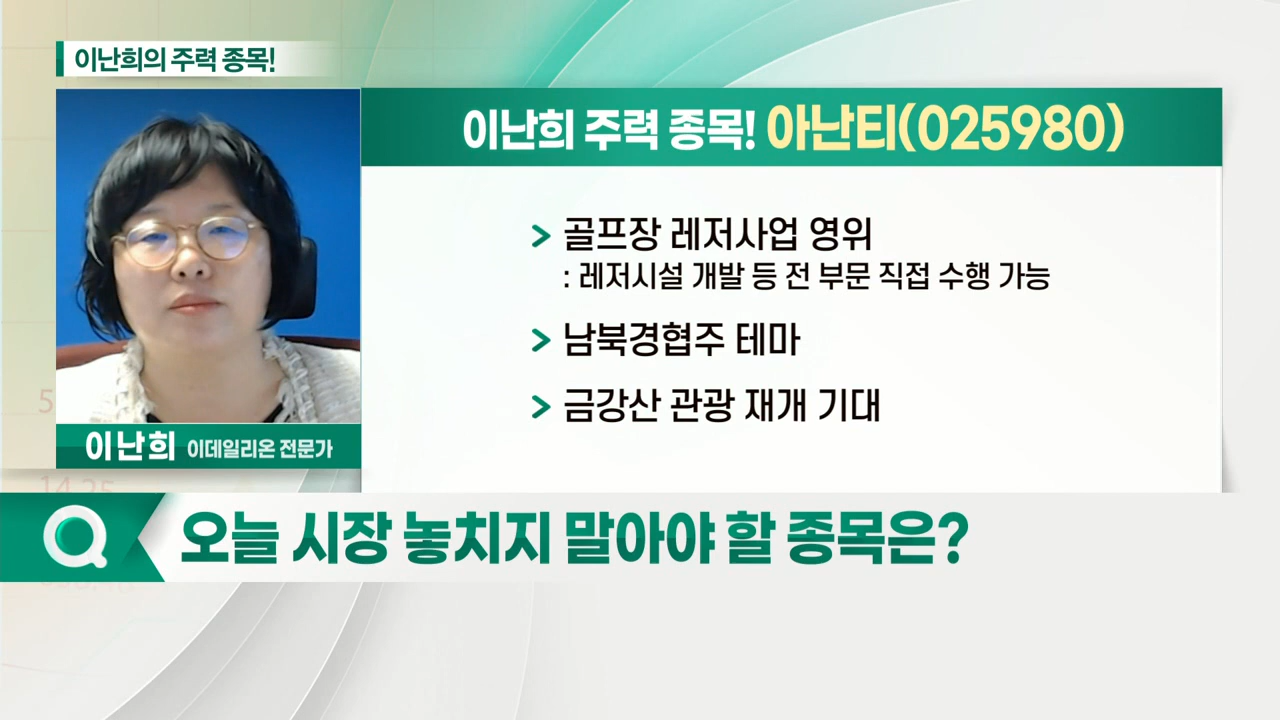 이난희의 주력 종목!
이난희 주력 종목! 아난티(025980)
> 골프장 레저사업 영위
: 레저시설 개발 등 전 부문 직접 수행 가능
> 남북경협주 테마
> 금강산 관광 재개 기대
이난희 이데일리온 전문가
오늘 시장 놓치지 말아야 할 종목은?